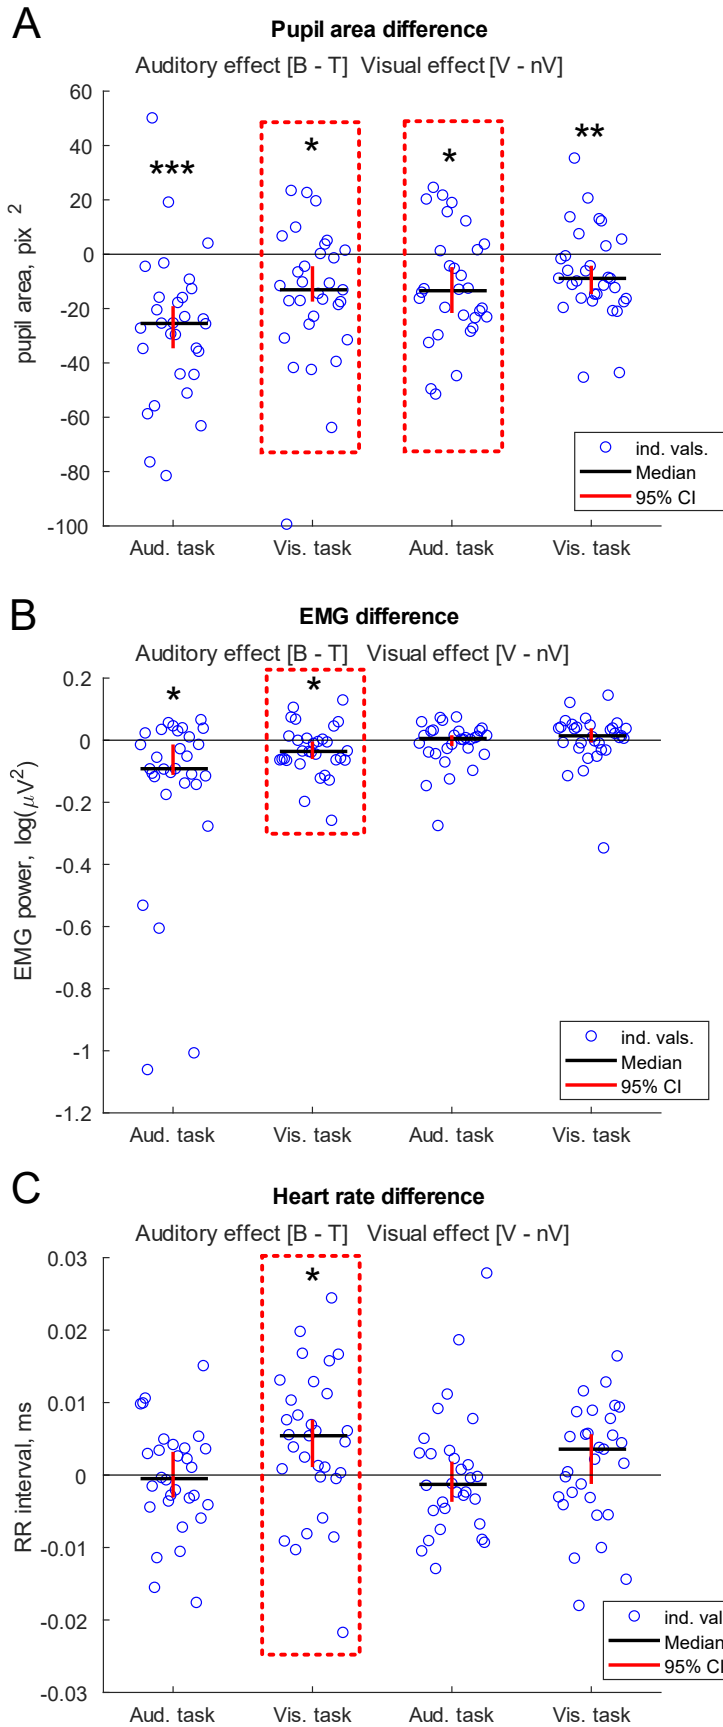 A
Pupil area difference
Auditory effect [B - T] Visual effect [V - nV]
60
40
20
0
-20
-40
-60
-80
-100
pupil area, pix ²
***
*
*
**
ind. vals.
Median
95% CI
Aud. task Vis. task Aud. task Vis. task
B
EMG difference
Auditory effect [B - T] Visual effect [V - nV]
0.2
0
-0.2
-0.4
-0.6
-0.8
-1
-1.2
EMG power, log(μV²)
*
*
ind. vals.
Median
95% CI
Aud. task Vis. task Aud. task Vis. task
C
Heart rate difference
Auditory effect [B - T] Visual effect [V - nV]
0.03
0.02
0.01
0
-0.01
-0.02
-0.03
RR interval, ms
*
ind. val
Median
95% CI
Aud. task Vis. task Aud. task Vis. task